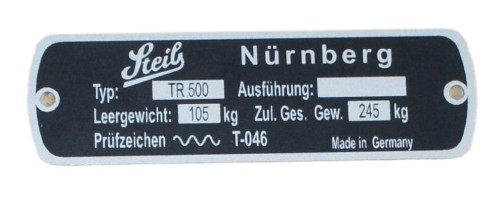 Steib Nürnberg
Typ: TR 500 Ausführung:
Leergewicht: 105 kg Zul. Ges. Gew. 245 kg
Prüfzeichen T-046 Made in Germany